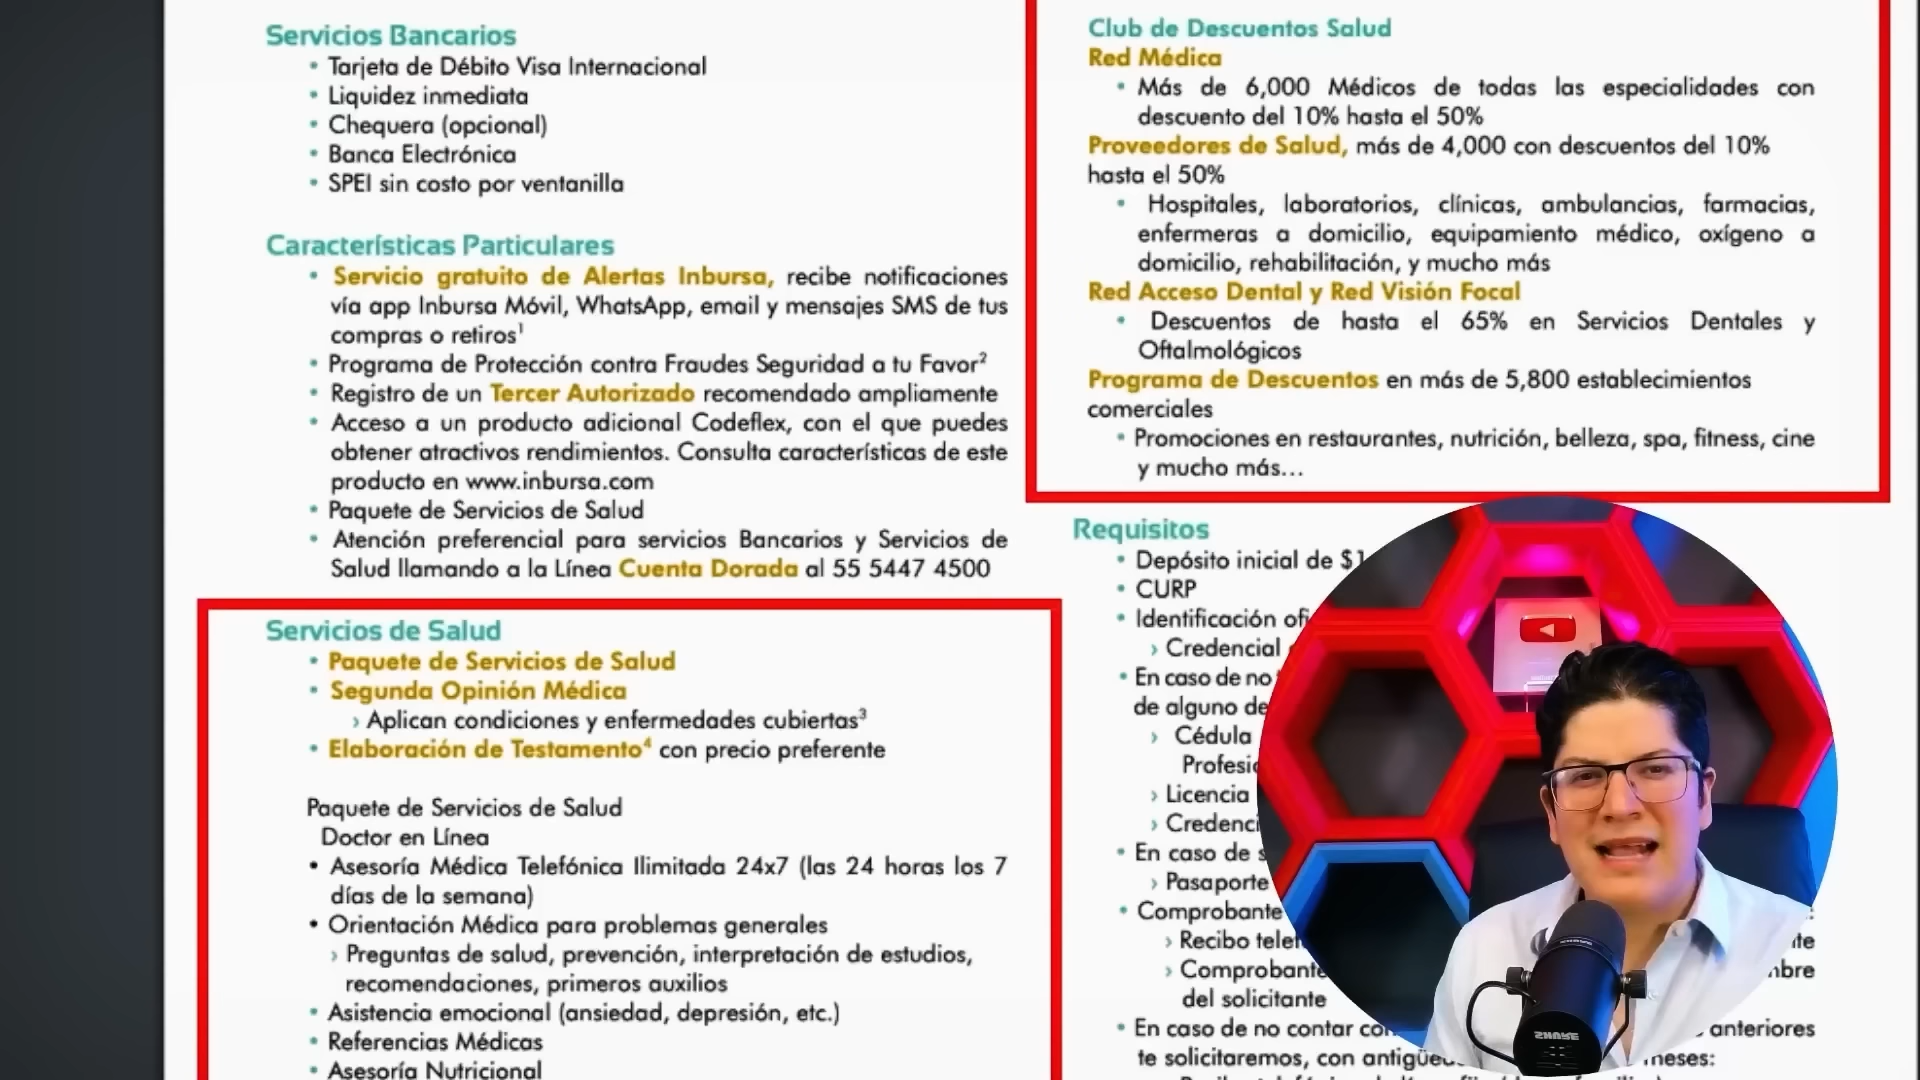 Servicios Bancarios
• Tarjeta de Débito Visa Internacional
• Liquidez inmediata
• Chequera (opcional)
• Banca Electrónica
• SPEI sin costo por ventanilla
Características Particulares
• Servicio gratuito de Alertas Inbursa, recibe notificaciones
vía app Inbursa Móvil, WhatsApp, email y mensajes SMS de tus
compras o retiros¹
• Programa de Protección contra Fraudes Seguridad a tu Favor²
• Registro de un Tercer Autorizado recomendado ampliamente
• Acceso a un producto adicional Codeflex, con el que puedes
obtener atractivos rendimientos. Consulta características de este
producto en www.inbursa.com
• Paquete de Servicios de Salud
• Atención preferencial para servicios Bancarios y Servicios de
Salud llamando a la Línea Cuenta Dorada al 55 5447 4500
Servicios de Salud
• Paquete de Servicios de Salud
• Segunda Opinión Médica
› Aplican condiciones y enfermedades cubiertas³
• Elaboración de Testamento⁴ con precio preferente
Paquete de Servicios de Salud
Doctor en Línea
• Asesoría Médica Telefónica Ilimitada 24x7 (las 24 horas los 7
días de la semana)
• Orientación Médica para problemas generales
› Preguntas de salud, prevención, interpretación de estudios,
recomendaciones, primeros auxilios
• Asistencia emocional (ansiedad, depresión, etc.)
• Referencias Médicas
• Asesoría Nutricional
Club de Descuentos Salud
Red Médica
• Más de 6,000 Médicos de todas las especialidades con
descuento del 10% hasta el 50%
Proveedores de Salud, más de 4,000 con descuentos del 10%
hasta el 50%
• Hospitales, laboratorios, clínicas, ambulancias, farmacias,
enfermeras a domicilio, equipamiento médico, oxígeno a
domicilio, rehabilitación, y mucho más
Red Acceso Dental y Red Visión Focal
• Descuentos de hasta el 65% en Servicios Dentales y
Oftalmológicos
Programa de Descuentos en más de 5,800 establecimientos
comerciales
• Promociones en restaurantes, nutrición, belleza, spa, fitness, cine
y mucho más...
Requisitos
• Depósito inicial de $1
• CURP
• Identificación
› Credencial
• En caso de no
de alguno de
› Cédula
› Licencia
• En caso de
› Pasaporte
• Comprobante
› Recibo
› Comprobante
del solicitante
• En caso de no contar anteriores
te solicitaremos, con
SHURE